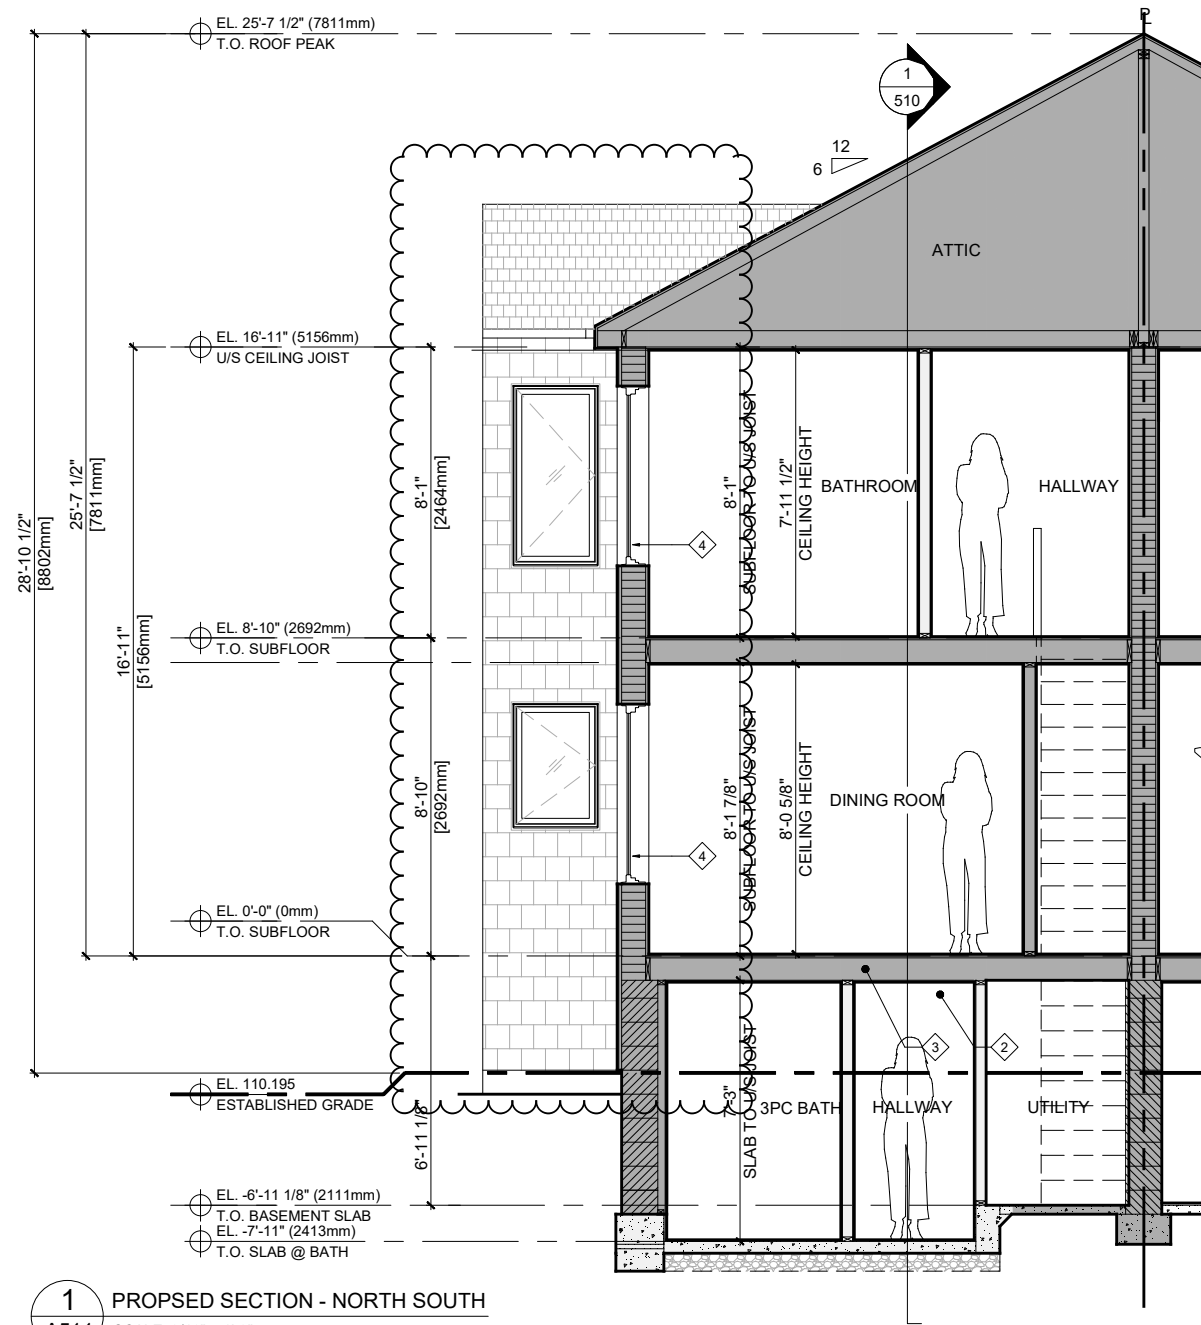 PL
EL. 25'-7 1/2" (7811mm)
T.O. ROOF PEAK
1
510
12
6
ATTIC
EL. 16'-11" (5156mm)
U/S CEILING JOIST
28'-10 1/2"
[8802mm]
25'-7 1/2"
[7811mm]
16'-11"
[5156mm]
8'-1"
[2464mm]
8'-1"
SUBFLOOR TO U/S JOIST
7'-11 1/2"
CEILING HEIGHT
BATHROOM
HALLWAY
4
EL. 8'-10" (2692mm)
T.O. SUBFLOOR
8'-10"
[2692mm]
8'-1 7/8"
SUBFLOOR TO U/S JOIST
8'-0 5/8"
CEILING HEIGHT
DINING ROOM
4
EL. 0'-0" (0mm)
T.O. SUBFLOOR
3
2
EL. 110.195
ESTABLISHED GRADE
6'-11 1/8"
7'-3"
SLAB TO U/S JOIST
3PC BATH
HALLWAY
UTILITY
EL. -6'-11 1/8" (2111mm)
T.O. BASEMENT SLAB
EL. -7'-11" (2413mm)
T.O. SLAB @ BATH
1
PROPSED SECTION - NORTH SOUTH